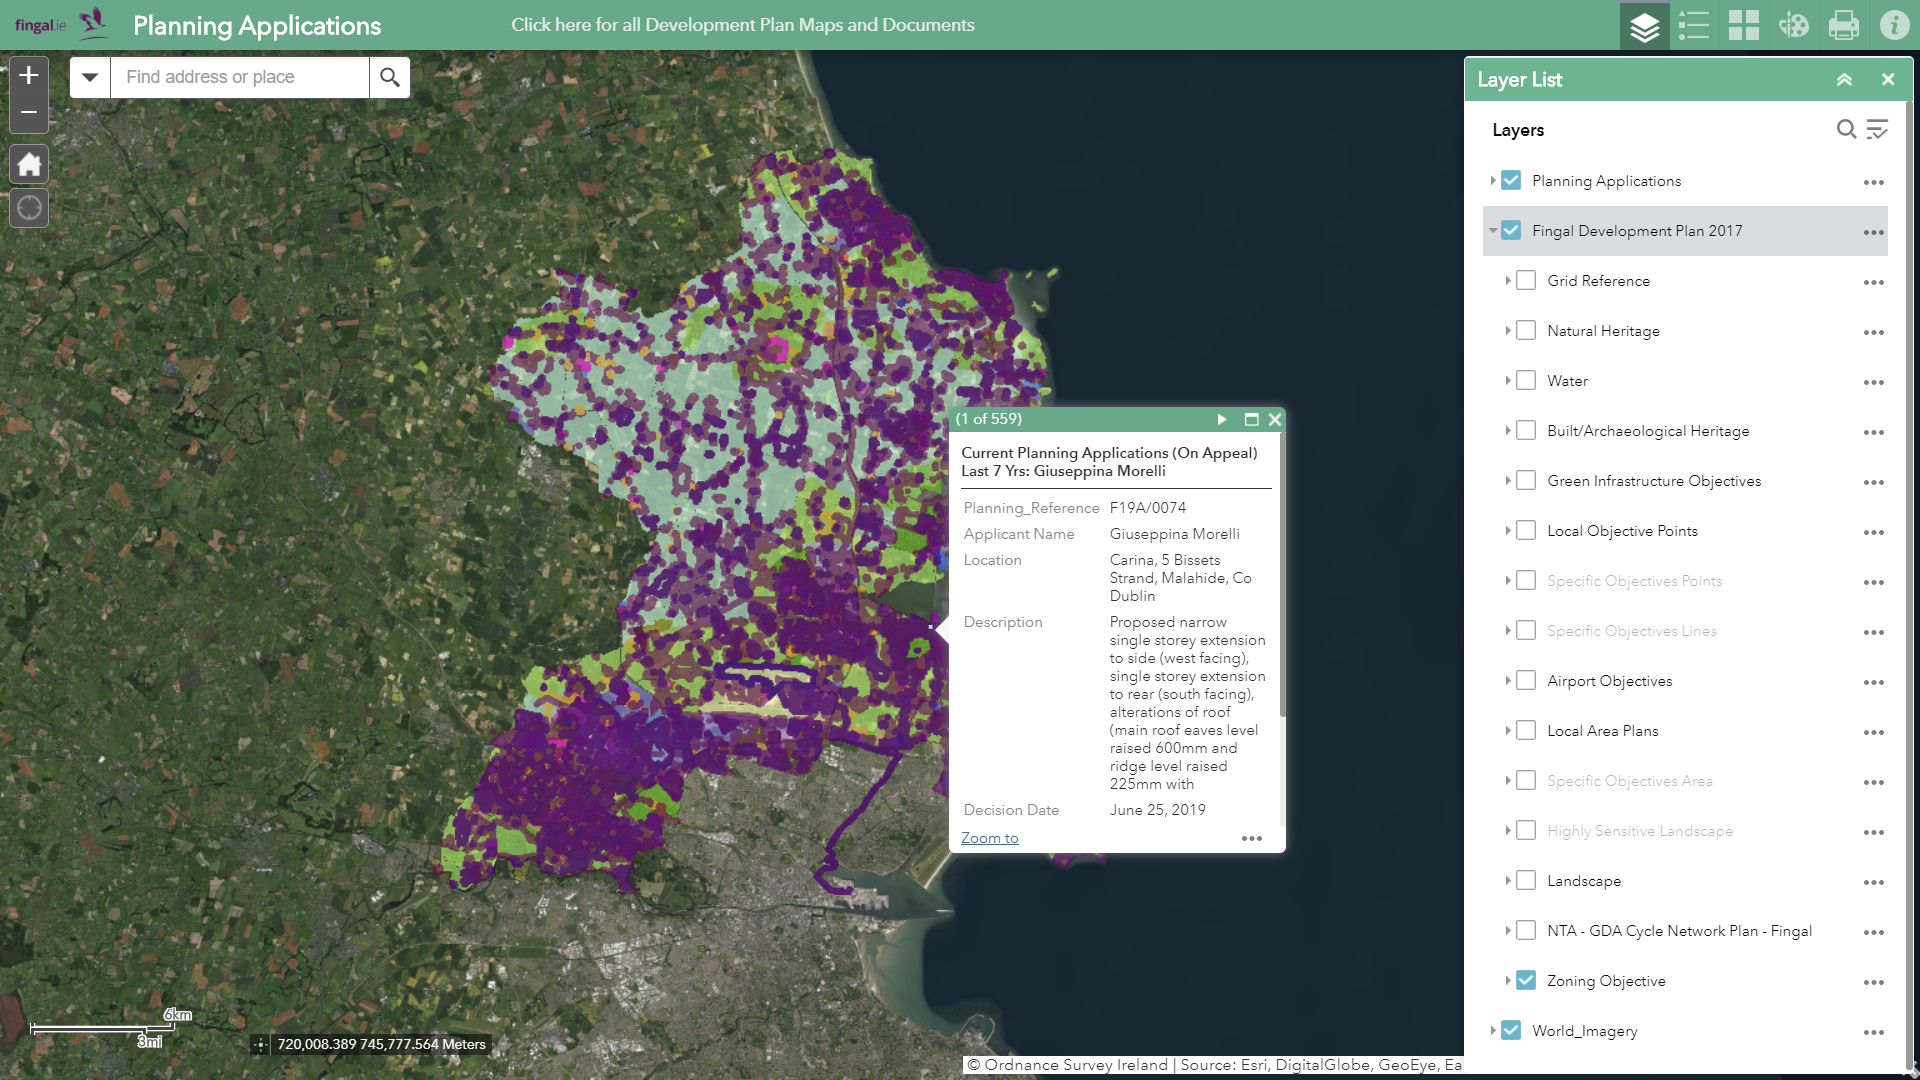 fingal.ie
Planning Applications
Click here for all Development Plan Maps and Documents
Find address or place
Layer List
Layers
Planning Applications
Fingal Development Plan 2017
Grid Reference
Natural Heritage
Water
Built/Archaeological Heritage
Green Infrastructure Objectives
Local Objective Points
Specific Objectives Points
Specific Objectives Lines
Airport Objectives
Local Area Plans
Specific Objectives Area
Highly Sensitive Landscape
Landscape
NTA - GDA Cycle Network Plan - Fingal
Zoning Objective
World_Imagery
(1 of 559)
Current Planning Applications (On Appeal)
Last 7 Yrs: Giuseppina Morelli
Planning_Reference F19A/0074
Applicant Name Giuseppina Morelli
Location Carina, 5 Bissets
Strand, Malahide, Co
Dublin
Description Proposed narrow
single storey extension
to side (west facing),
single storey extension
to rear (south facing),
alterations of roof
(main roof eaves level
raised 600mm and
ridge level raised
225mm with
Decision Date June 25, 2019
Zoom to
6km
3mi
720,008.389 745,777.564 Meters
© Ordnance Survey Ireland | Source: Esri, DigitalGlobe, GeoEye, Ea